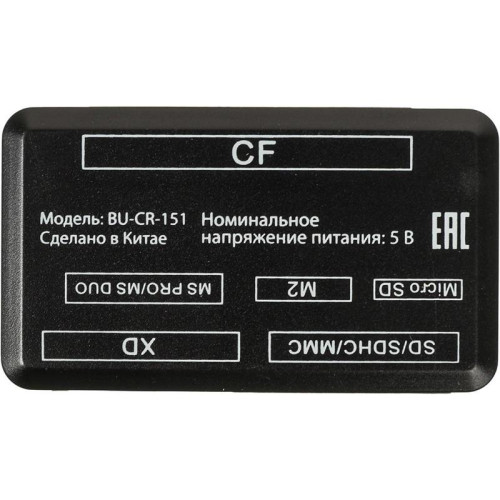 CF
Модель: BU-CR-151
Сделано в Китае
Номинальное
напряжение питания: 5 В
EAC
MS PRO/MS DUO
M2
Micro SD
XD
SD/SDHC/MMC